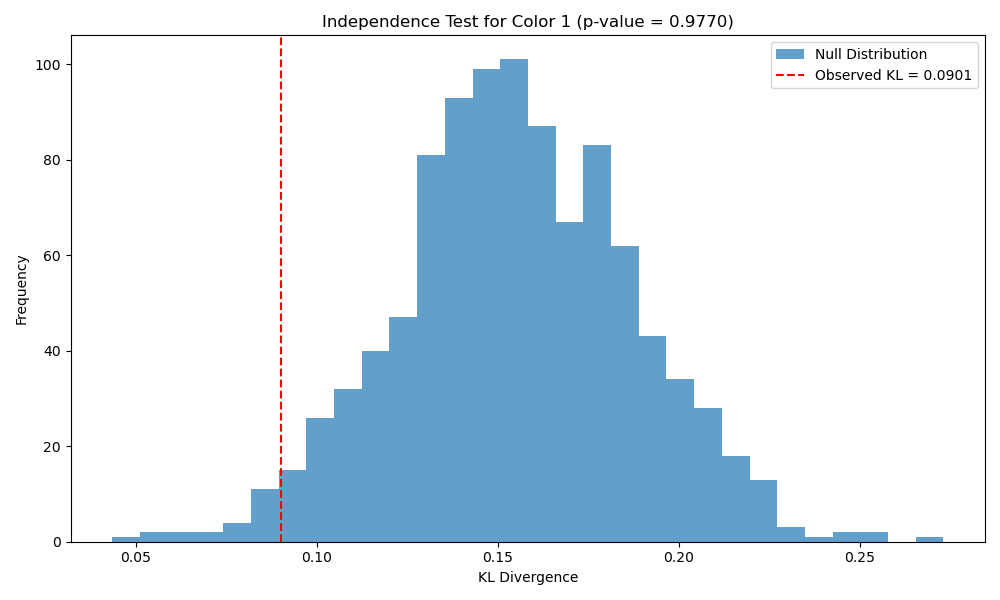 Independence Test for Color 1 (p-value = 0.9770)
Null Distribution
Observed KL = 0.0901
100
80
60
40
20
0
Frequency
0.05 0.10 0.15 0.20 0.25
KL Divergence